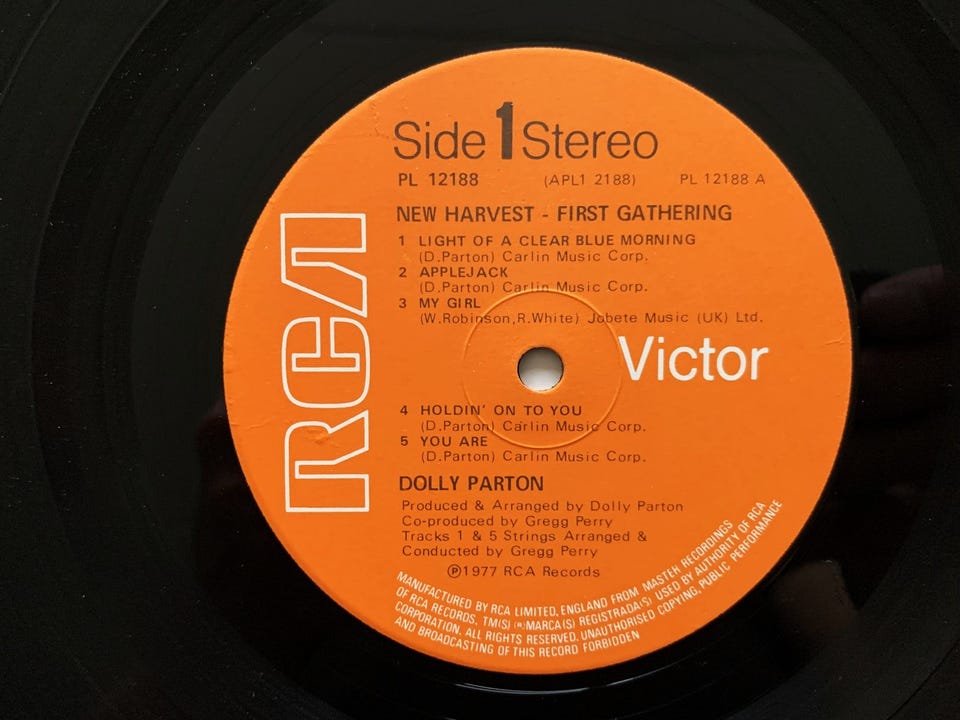 Side 1 Stereo
PL 12188 (APL1 2188) PL 12188 A
NEW HARVEST - FIRST GATHERING
1 LIGHT OF A CLEAR BLUE MORNING
(D.Parton) Carlin Music Corp.
2 APPLEJACK
(D.Parton) Carlin Music Corp.
3 MY GIRL
(W.Robinson,R.White) Jobete Music (UK) Ltd.
RCA
Victor
4 HOLDIN' ON TO YOU
(D.Parton) Carlin Music Corp.
5 YOU ARE
(D.Parton) Carlin Music Corp.
DOLLY PARTON
Produced & Arranged by Dolly Parton
Co-produced by Gregg Perry
Tracks 1 & 5 Strings Arranged &
Conducted by Gregg Perry
℗1977 RCA Records
MANUFACTURED BY RCA LIMITED, ENGLAND FROM MASTER RECORDINGS
OF RCA RECORDS. TM(S) ®MARCA(S) REGISTRADA(S) USED BY AUTHORITY OF RCA
CORPORATION. ALL RIGHTS RESERVED. UNAUTHORISED COPYING, PUBLIC PERFORMANCE
AND BROADCASTING OF THIS RECORD FORBIDDEN